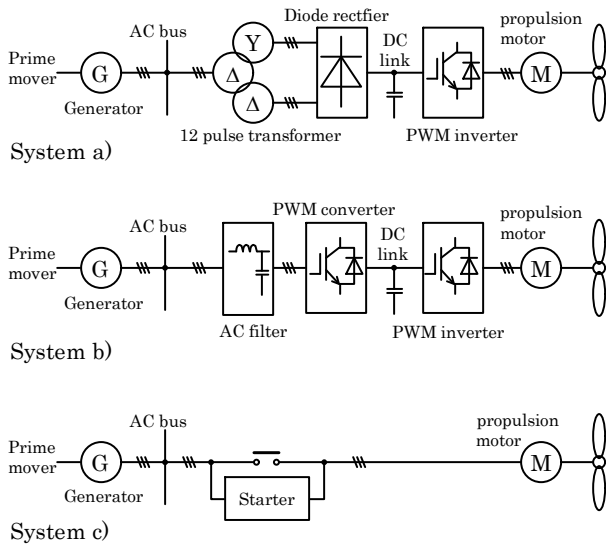 Diode rectfier
propulsion
motor
AC bus
DC
link
Prime
mover
G
Y
Δ
Δ
M
Generator
12 pulse transformer
PWM inverter
System a)
PWM converter
propulsion
motor
AC bus
DC
link
Prime
mover
G
M
Generator
AC filter
PWM inverter
System b)
AC bus
propulsion
motor
Prime
mover
G
M
Generator
Starter
System c)